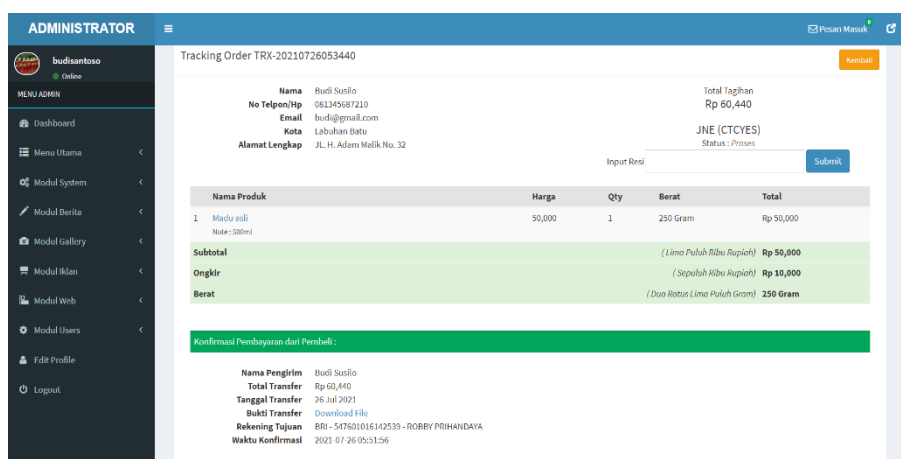 ADMINISTRATOR
Pesan Masuk 0
budisantoso
Online
MENU ADMIN
Dashboard
Menu Utama
Modul System
Modul Berita
Modul Gallery
Modul Iklan
Modul Web
Modul Users
Edit Profile
Logout
Tracking Order TRX-20210726053440
Kembali
Nama Budi Susilo
No Telpon/Hp 081345687210
Email budi@gmail.com
Kota Labuhan Batu
Alamat Lengkap JL. H. Adam Malik No. 32
Total Tagihan
Rp 60,440
JNE (CTCYES)
Status : Proses
Input Resi Submit
Nama Produk Harga Qty Berat Total
1 Madu asli 50,000 1 250 Gram Rp 50,000
Note : 500ml
Subtotal ( Lima Puluh Ribu Rupiah) Rp 50,000
Ongkir ( Sepuluh Ribu Rupiah) Rp 10,000
Berat ( Dua Ratus Lima Puluh Gram) 250 Gram
Konfirmasi Pembayaran dari Pembeli :
Nama Pengirim Budi Susilo
Total Transfer Rp 60,440
Tanggal Transfer 26 Jul 2021
Bukti Transfer Download File
Rekening Tujuan BRI - 547601016142539 - ROBBY PRIHANDAYA
Waktu Konfirmasi 2021-07-26 05:51:56